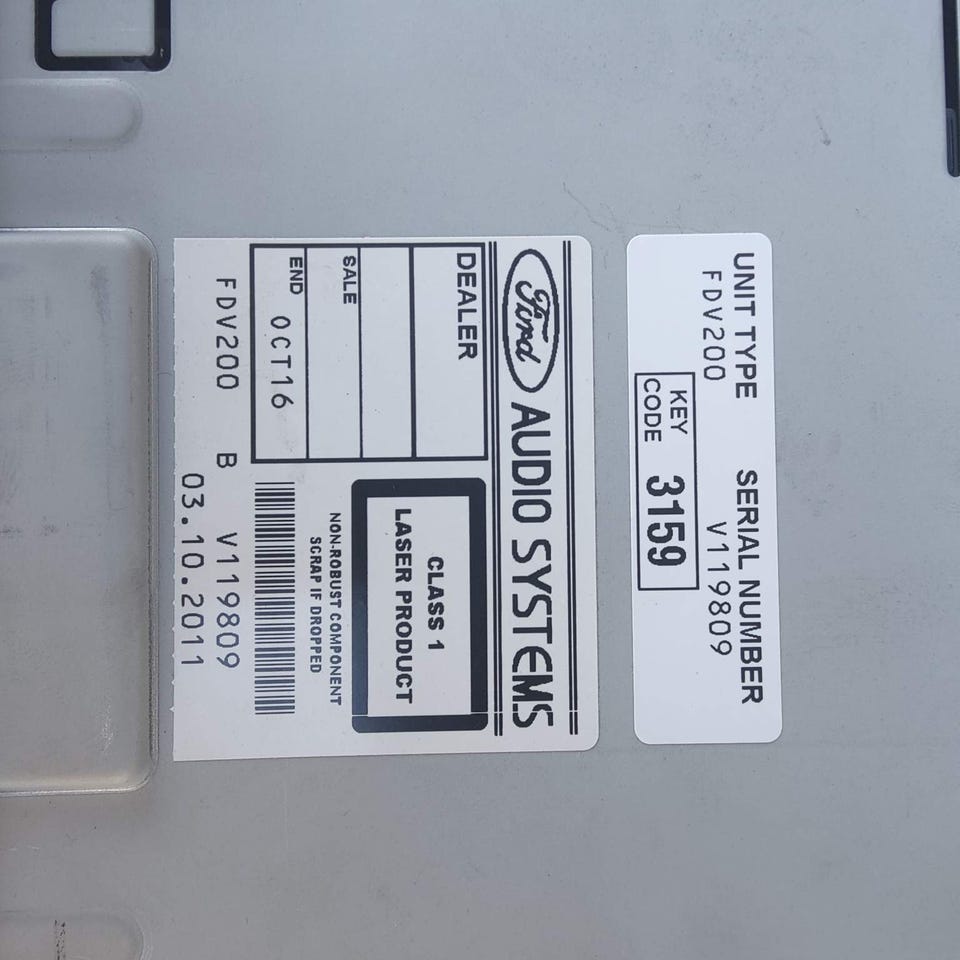 UNIT TYPE SERIAL NUMBER
FDV200 V119809
KEY
CODE 3159
Ford AUDIO SYSTEMS
DEALER
SALE
END OCT16
CLASS 1
LASER PRODUCT
NON-ROBUST COMPONENT
SCRAP IF DROPPED
FDV200 B V119809
03.10.2011